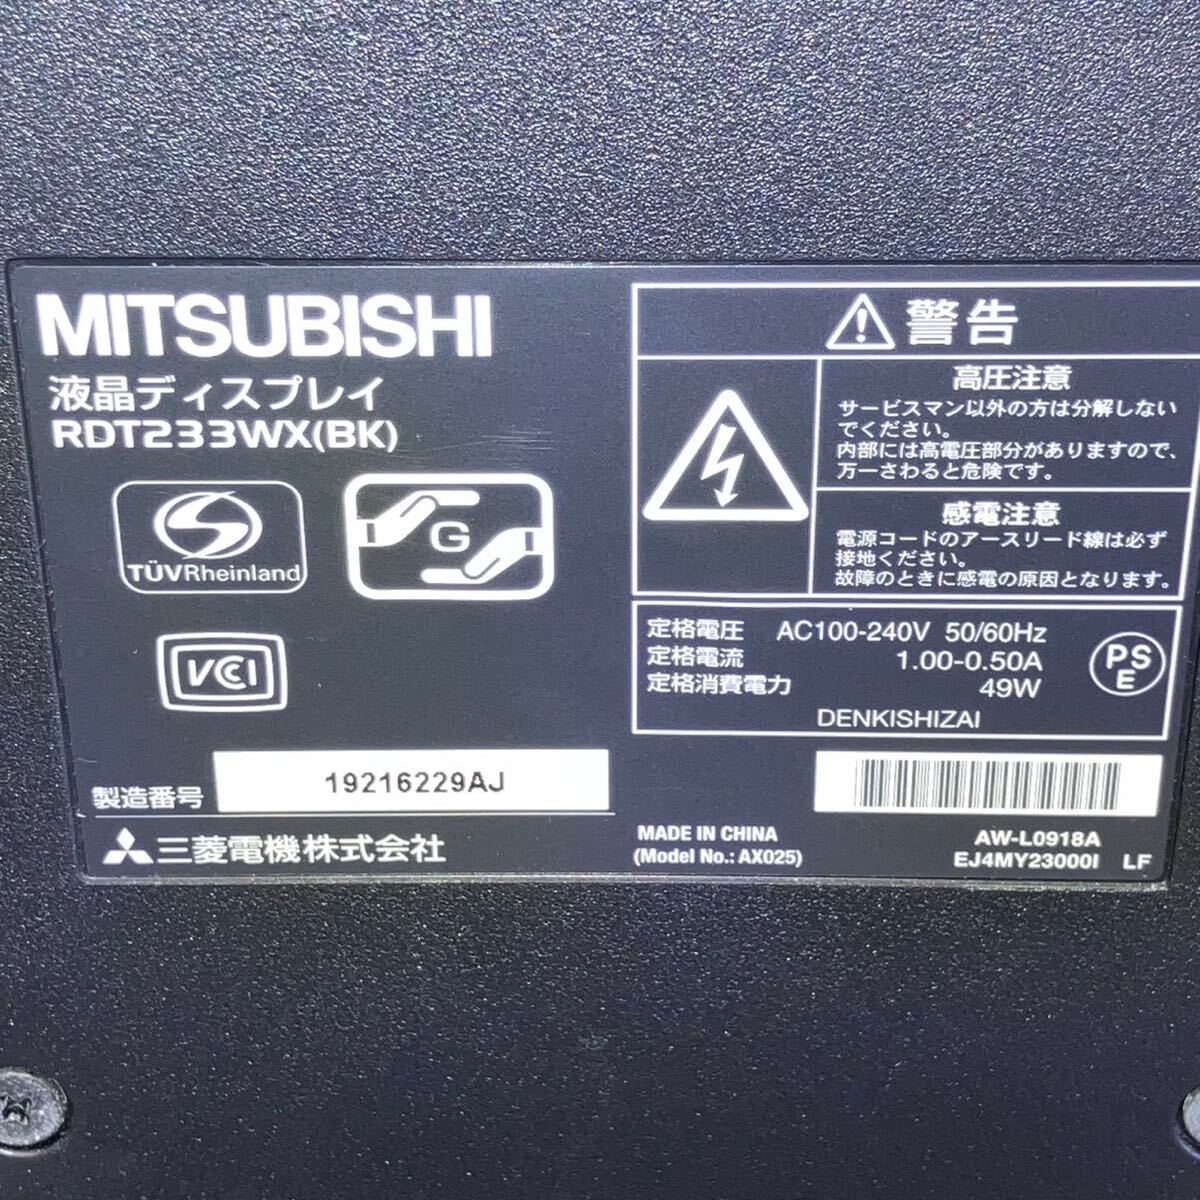 MITSUBISHI
液晶ディスプレイ
RDT233WX(BK)
TÜVRheinland
G
VCCI
製造番号 19216229AJ
三菱電機株式会社
警告
高圧注意
サービスマン以外の方は分解しない
でください。
内部には高電圧部分がありますので、
万一さわると危険です。
感電注意
電源コードのアースリード線は必ず
接地ください。
故障のときに感電の原因となります。
定格電圧 AC100-240V 50/60Hz
定格電流 1.00-0.50A
定格消費電力 49W
PS
E
DENKISHIZAI
MADE IN CHINA
(Model No.: AX025)
AW-L0918A
EJ4MY23000I LF